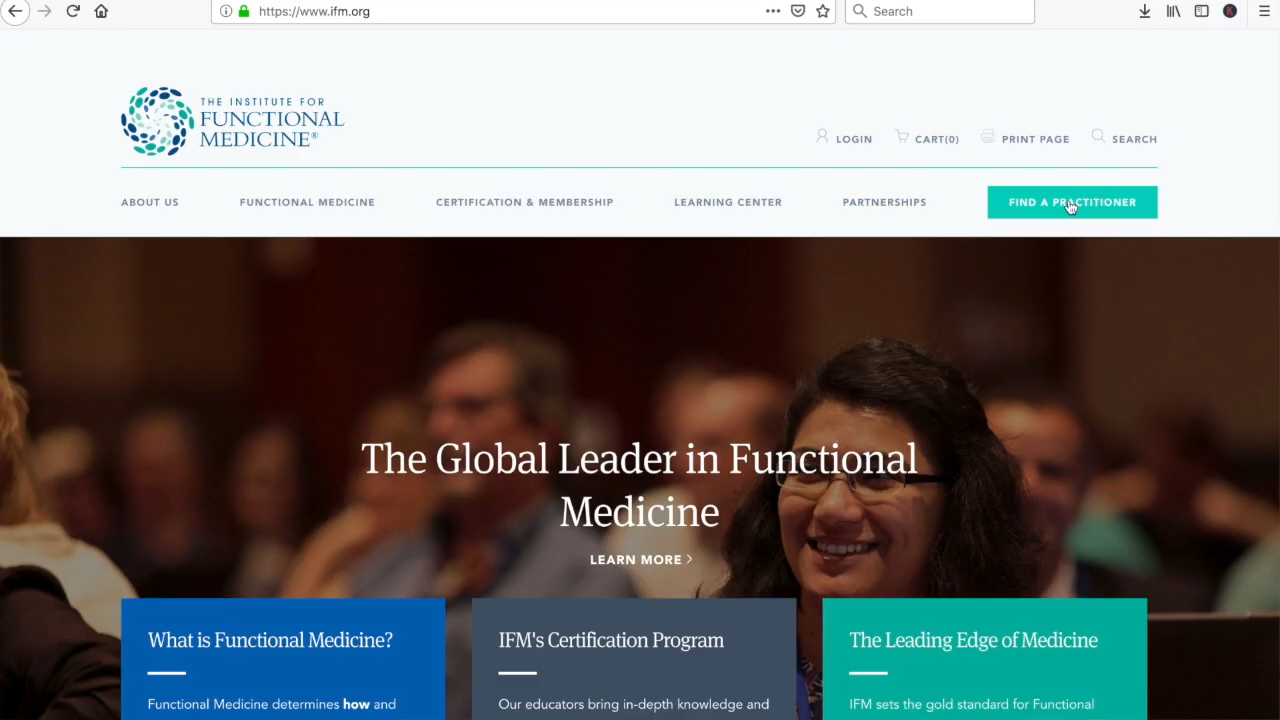 https://www.ifm.org
Search
THE INSTITUTE FOR
FUNCTIONAL
MEDICINE®
LOGIN
CART(0)
PRINT PAGE
SEARCH
ABOUT US
FUNCTIONAL MEDICINE
CERTIFICATION & MEMBERSHIP
LEARNING CENTER
PARTNERSHIPS
FIND A PRACTITIONER
The Global Leader in Functional
Medicine
LEARN MORE
What is Functional Medicine?
Functional Medicine determines how and
IFM's Certification Program
Our educators bring in-depth knowledge and
The Leading Edge of Medicine
IFM sets the gold standard for Functional